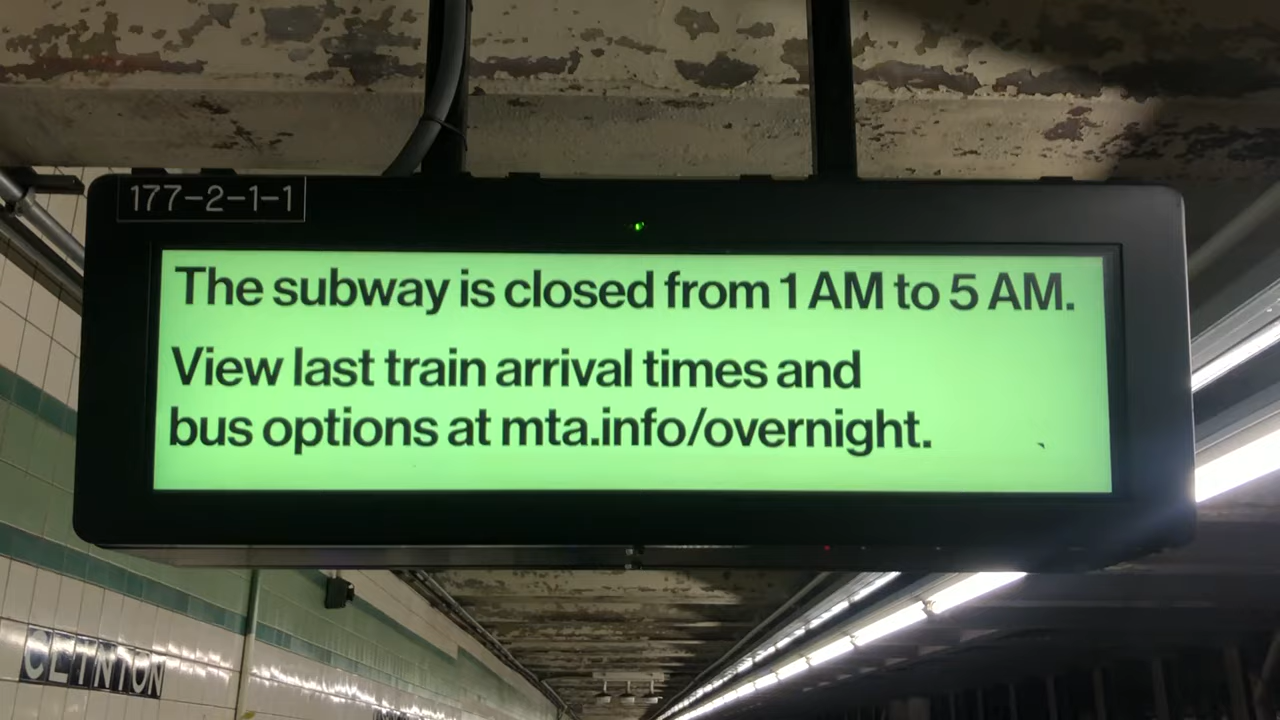 177-2-1-1
The subway is closed from 1 AM to 5 AM.
View last train arrival times and
bus options at mta.info/overnight.
CLINTON